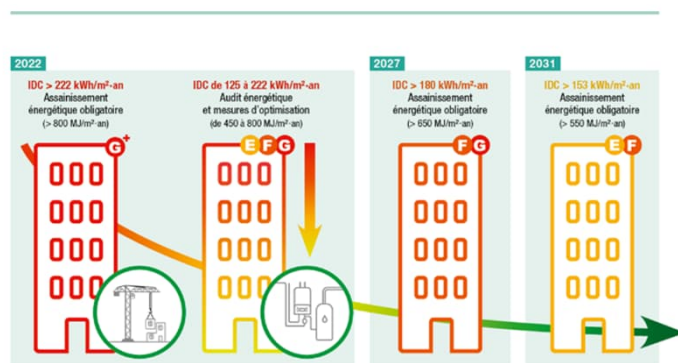 2022
IDC > 222 kWh/m²·an
Assainissement
énergétique obligatoire
(> 800 MJ/m²·an)
G+
IDC de 125 à 222 kWh/m²·an
Audit énergétique
et mesures d'optimisation
(de 450 à 800 MJ/m²·an)
E F G
2027
IDC > 180 kWh/m²·an
Assainissement
énergétique obligatoire
(> 650 MJ/m²·an)
F G
2031
IDC > 153 kWh/m²·an
Assainissement
énergétique obligatoire
(> 550 MJ/m²·an)
E F